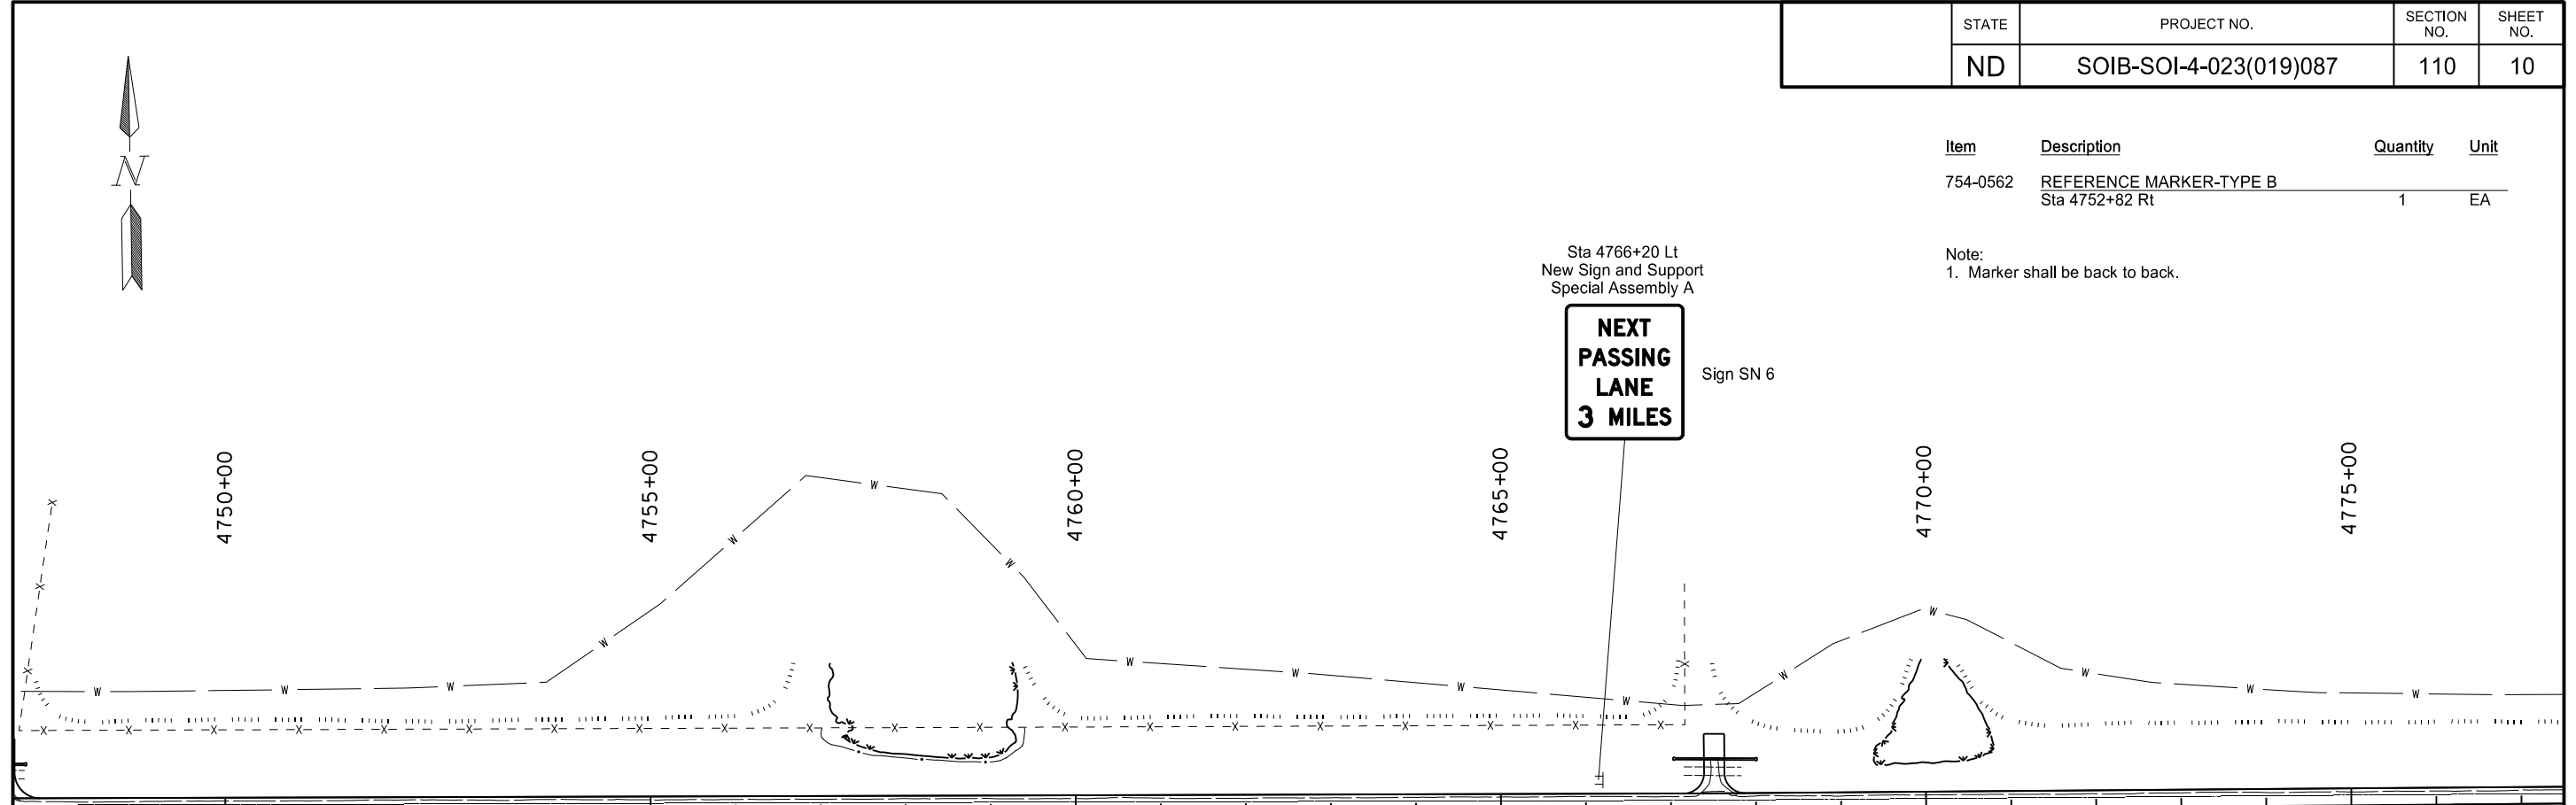 STATE PROJECT NO. SECTION NO. SHEET NO.
ND SOIB-SOI-4-023(019)087 110 10
N
Item Description Quantity Unit
754-0562 REFERENCE MARKER-TYPE B
Sta 4752+82 Rt 1 EA
Note:
1. Marker shall be back to back.
Sta 4766+20 Lt
New Sign and Support
Special Assembly A
NEXT
PASSING
LANE
3 MILES
Sign SN 6
4750+00
4755+00
4760+00
4765+00
4770+00
4775+00
X
X
X
W W W W W W W W W W W W W W W W W
X X X X X X X X X X X X X X X X X X X X X